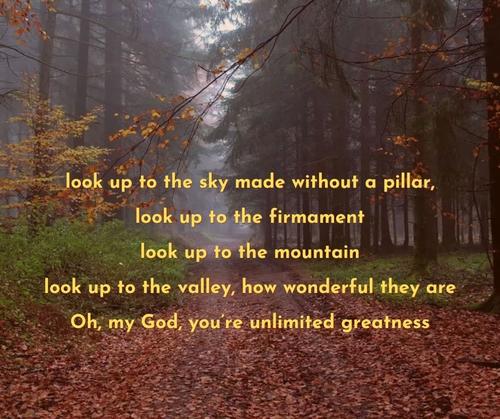 look up to the sky made without a pillar,
look up to the firmament
look up to the mountain
look up to the valley, how wonderful they are
Oh, my God, you're unlimited greatness